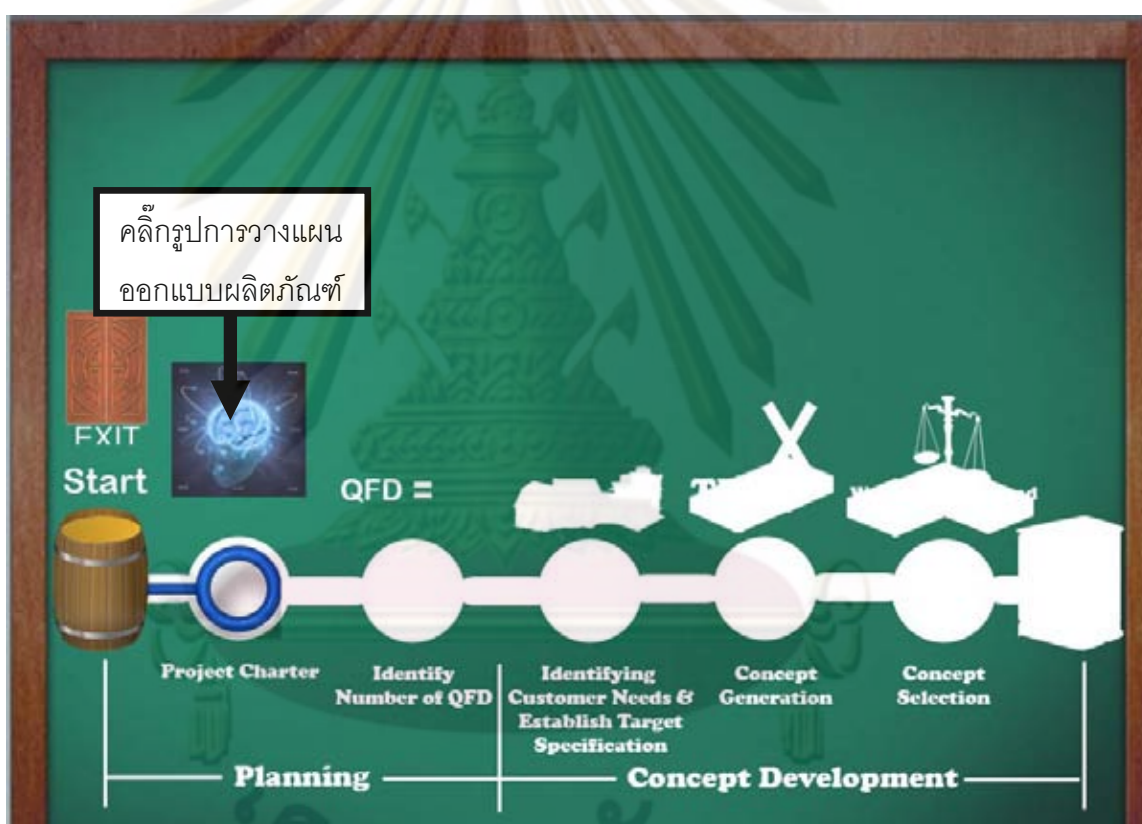 คลิ๊กรูปการวางแผน
ออกแบบผลิตภัณฑ์
EXIT
Start
QFD =
Project Charter
Identify
Number of QFD
Identifying
Customer Needs &
Establish Target
Specification
Concept
Generation
Concept
Selection
Planning
Concept Development